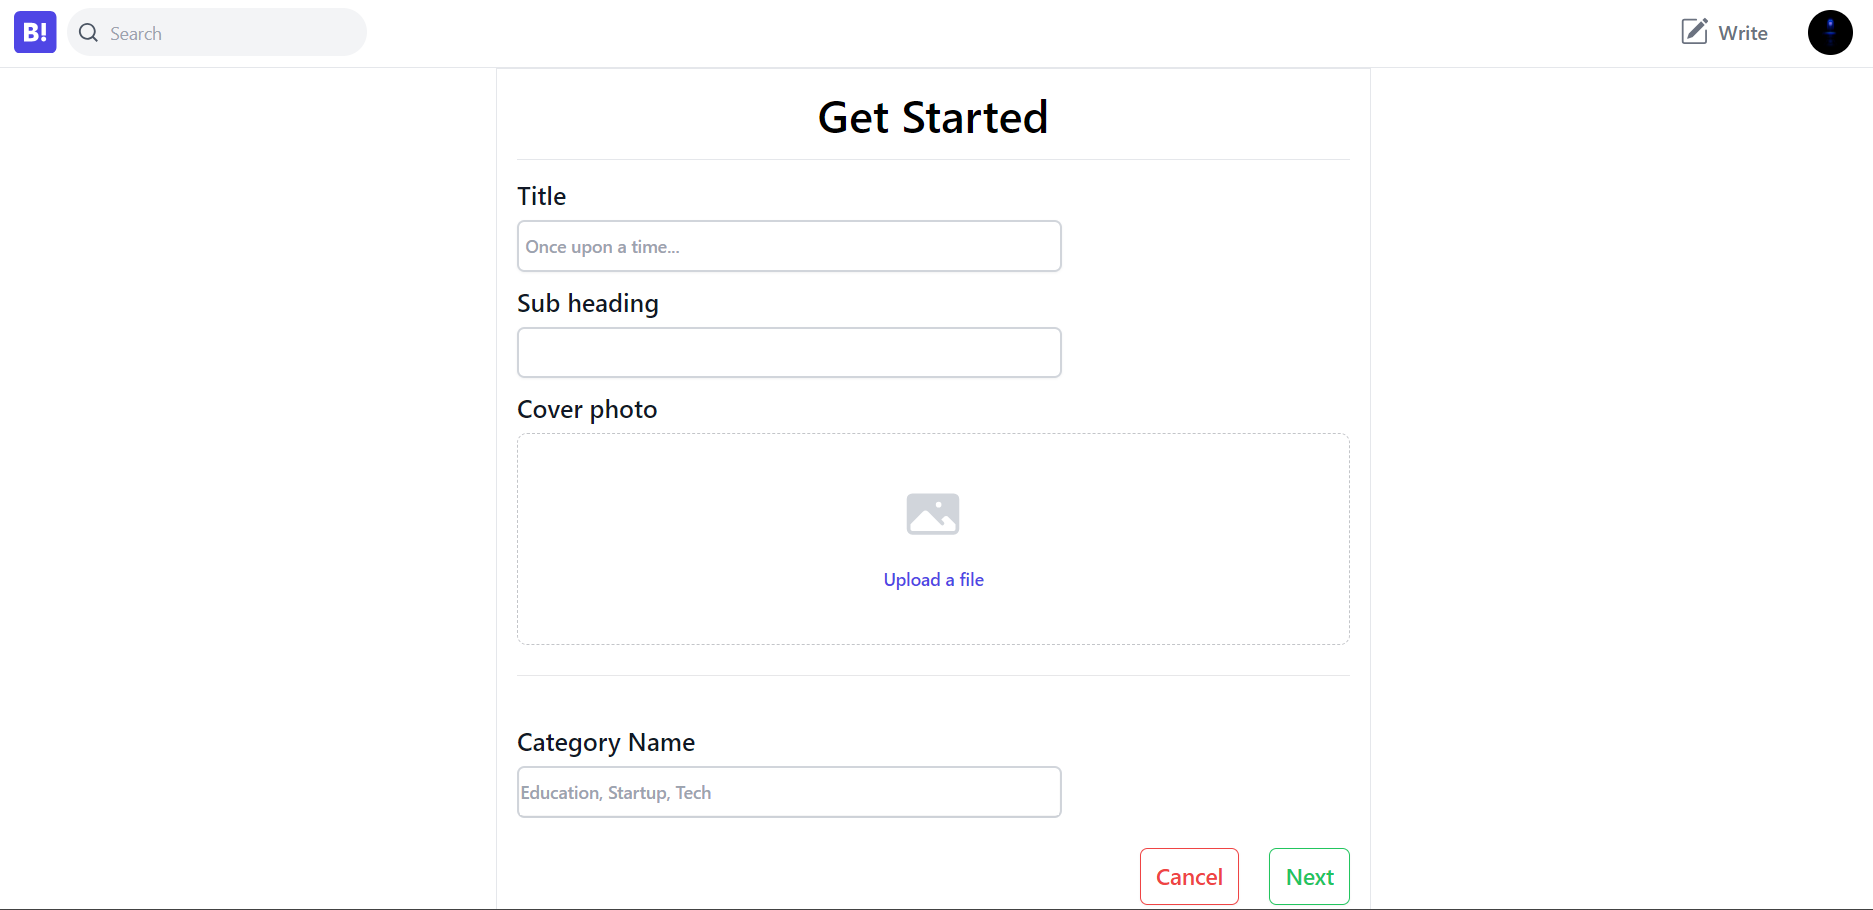 B!
Search
Write
Get Started
Title
Once upon a time...
Sub heading
Cover photo
Upload a file
Category Name
Education, Startup, Tech
Cancel
Next